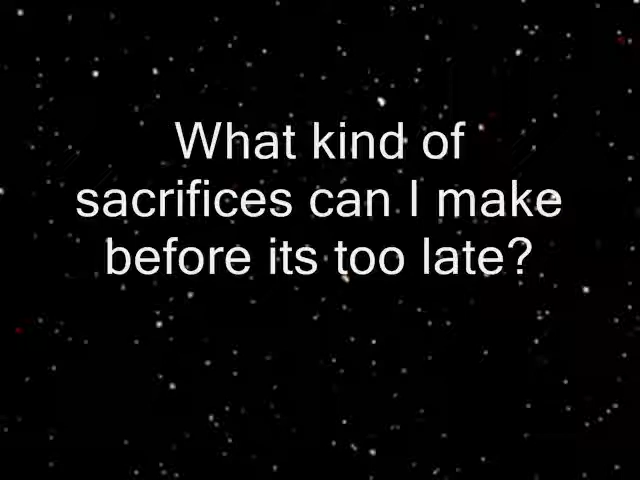 What kind of
sacrifices can I make
before its too late?